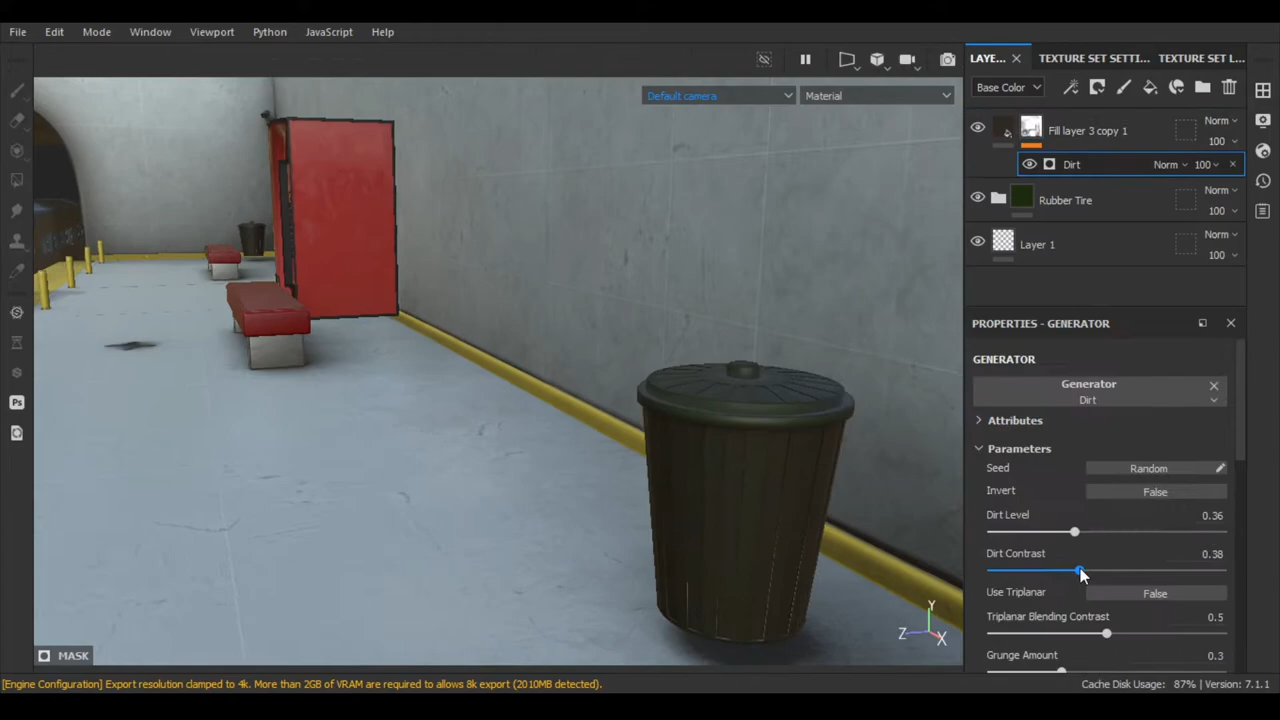 File Edit Mode Window Viewport Python JavaScript Help
LAYE... TEXTURE SET SETTI... TEXTURE SET L...
Default camera Material
Base Color
Norm
Fill layer 3 copy 1
100
Dirt Norm 100
Norm
Rubber Tire
100
Norm
Layer 1
100
PROPERTIES - GENERATOR
GENERATOR
Generator
Dirt
Attributes
Parameters
Seed Random
Invert False
Dirt Level 0.36
Dirt Contrast 0.38
Use Triplanar False
Triplanar Blending Contrast 0.5
Grunge Amount 0.3
Y
Z X
Ps
MASK
[Engine Configuration] Export resolution clamped to 4k. More than 2GB of VRAM are required to allows 8k export (2010MB detected). Cache Disk Usage: 87% | Version: 7.1.1